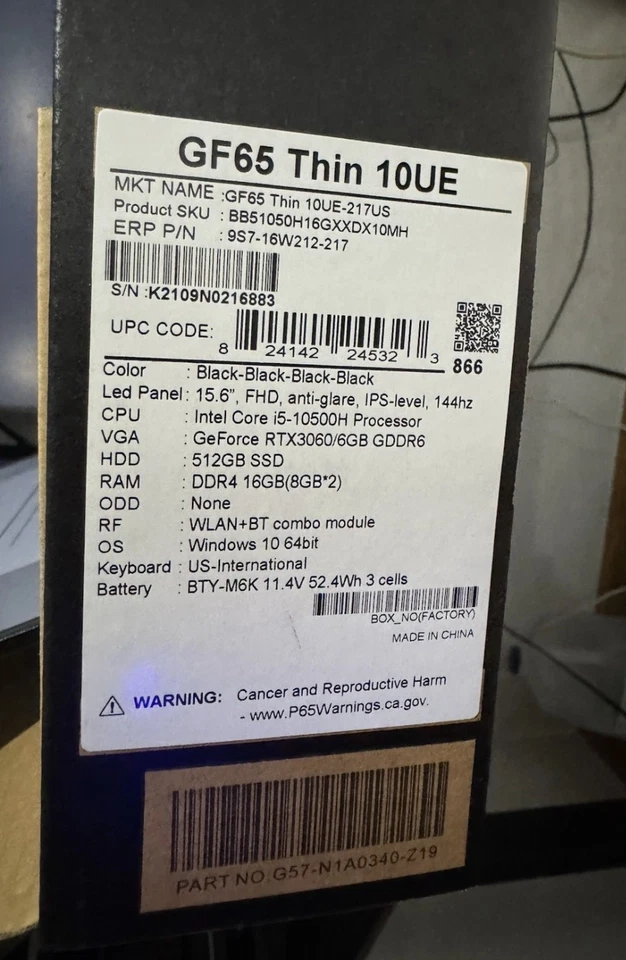 GF65 Thin 10UE
MKT NAME :GF65 Thin 10UE-217US
Product SKU : BB51050H16GXXDX10MH
ERP P/N : 9S7-16W212-217
S/N :K2109N0216883
UPC CODE: 8 24142 24532 3
866
Color : Black-Black-Black-Black
Led Panel : 15.6”, FHD, anti-glare, IPS-level, 144hz
CPU : Intel Core i5-10500H Processor
VGA : GeForce RTX3060/6GB GDDR6
HDD : 512GB SSD
RAM : DDR4 16GB(8GB*2)
ODD : None
RF : WLAN+BT combo module
OS : Windows 10 64bit
Keyboard : US-International
Battery : BTY-M6K 11.4V 52.4Wh 3 cells
BOX_NO(FACTORY)
MADE IN CHINA
WARNING: Cancer and Reproductive Harm
- www.P65Warnings.ca.gov.
PART NO.G57-N1A0340-Z19